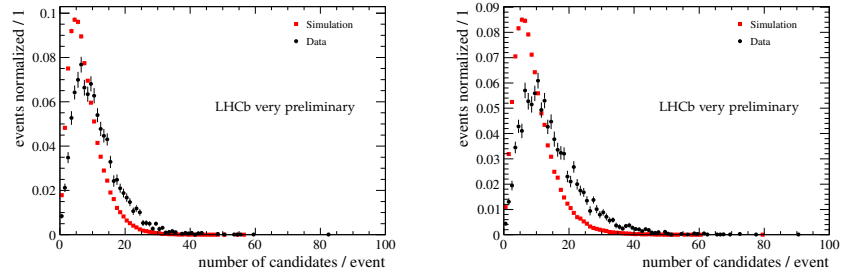 events normalized / 1
0.1
0.08
0.06
0.04
0.02
0
0 20 40 60 80 100
number of candidates / event
Simulation
Data
LHCb very preliminary
events normalized / 1
0.09
0.08
0.07
0.06
0.05
0.04
0.03
0.02
0.01
0
0 20 40 60 80 100
number of candidates / event
Simulation
Data
LHCb very preliminary